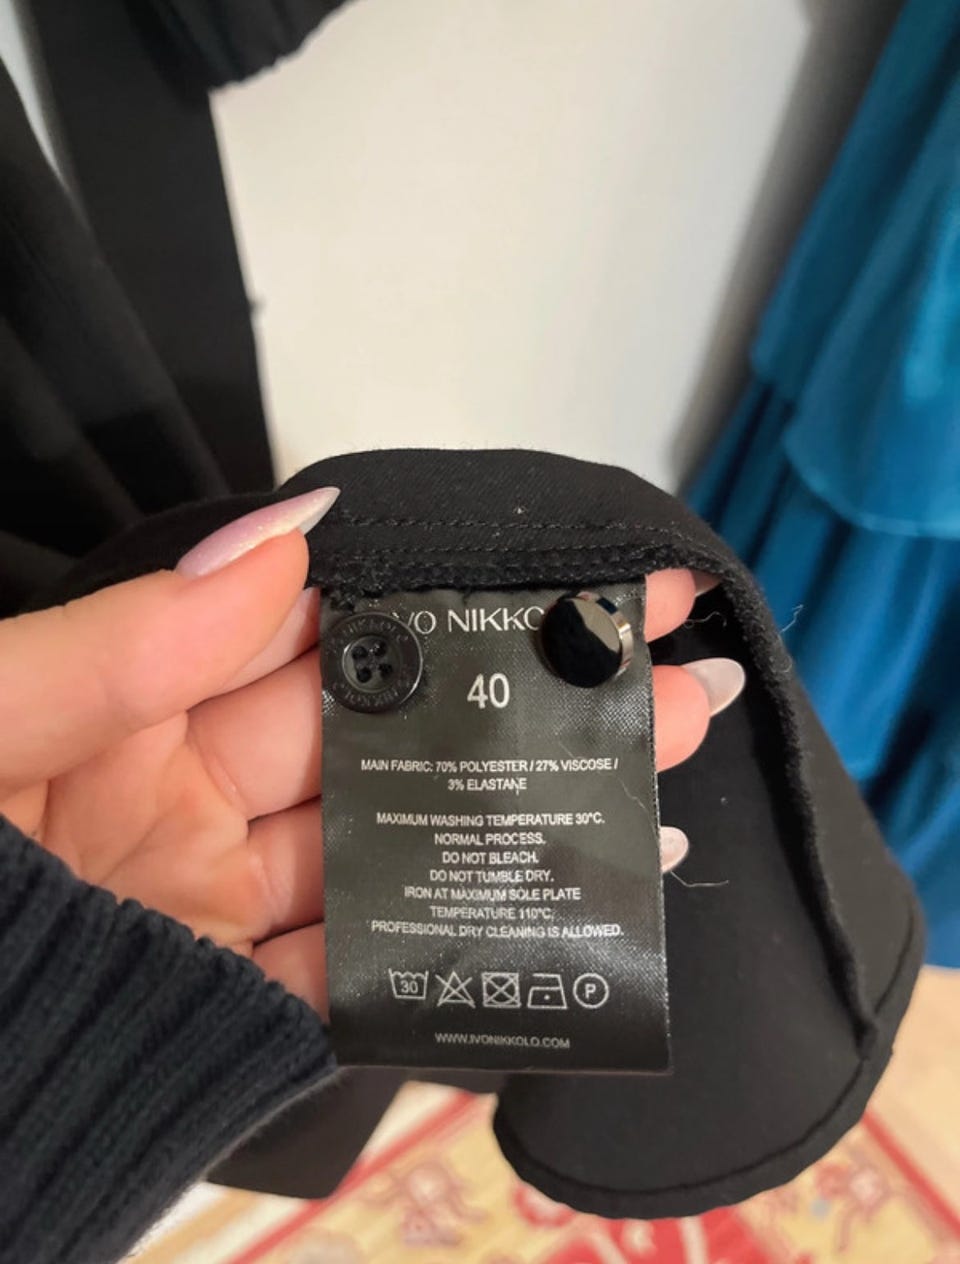 IVO NIKKO
40
MAIN FABRIC: 70% POLYESTER / 27% VISCOSE /
3% ELASTANE
MAXIMUM WASHING TEMPERATURE 30°C.
NORMAL PROCESS.
DO NOT BLEACH.
DO NOT TUMBLE DRY.
IRON AT MAXIMUM SOLE PLATE
TEMPERATURE 110°C.
PROFESSIONAL DRY CLEANING IS ALLOWED.
30 P
WWW.IVONIKKOLO.COM